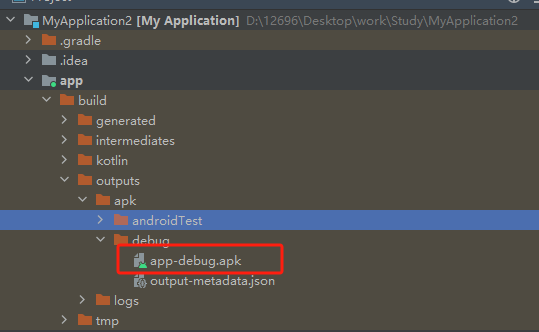 MyApplication2 [My Application] D:\12696\Desktop\work\Study\MyApplication2
.gradle
.idea
app
build
generated
intermediates
kotlin
outputs
apk
androidTest
debug
app-debug.apk
output-metadata.json
logs
tmp